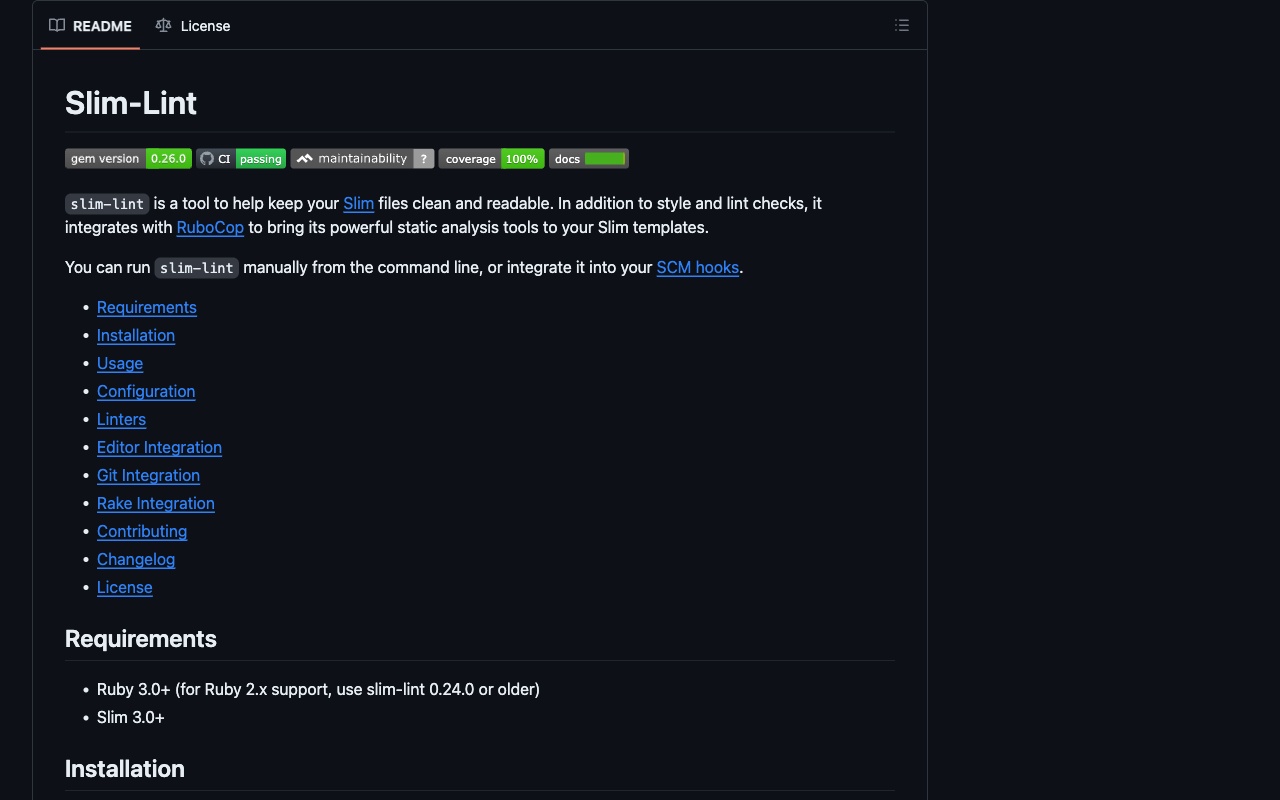 README License
Slim-Lint
gem version 0.26.0 CI passing maintainability ? coverage 100% docs
slim-lint is a tool to help keep your Slim files clean and readable. In addition to style and lint checks, it
integrates with RuboCop to bring its powerful static analysis tools to your Slim templates.
You can run slim-lint manually from the command line, or integrate it into your SCM hooks.
• Requirements
• Installation
• Usage
• Configuration
• Linters
• Editor Integration
• Git Integration
• Rake Integration
• Contributing
• Changelog
• License
Requirements
• Ruby 3.0+ (for Ruby 2.x support, use slim-lint 0.24.0 or older)
• Slim 3.0+
Installation